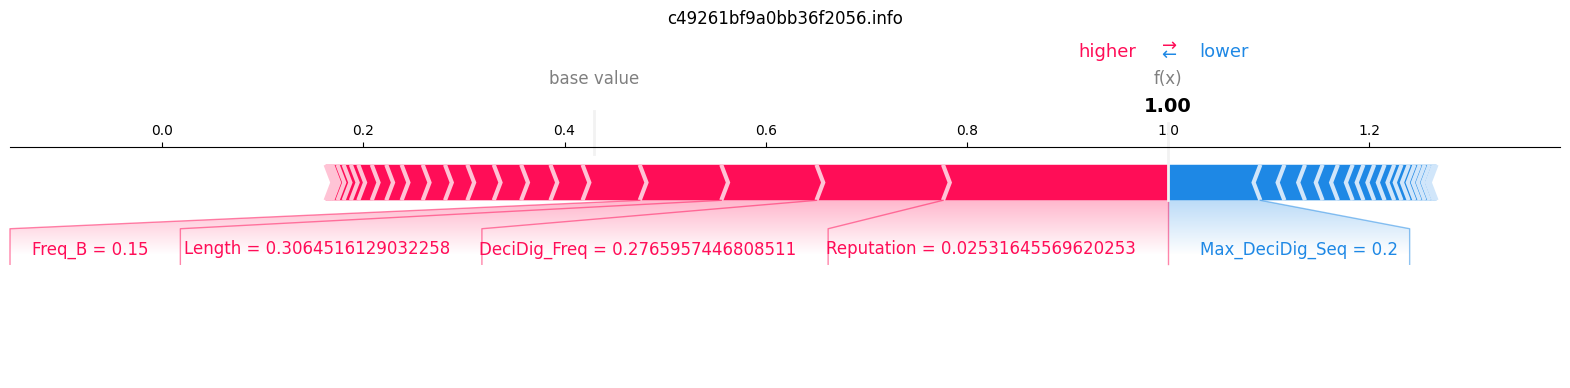 c49261bf9a0bb36f2056.info
higher ⇄ lower
base value f(x)
1.00
0.0 0.2 0.4 0.6 0.8 1.0 1.2
Freq_B = 0.15 Length = 0.3064516129032258 DeciDig_Freq = 0.2765957446808511 Reputation = 0.02531645569620253 Max_DeciDig_Seq = 0.2